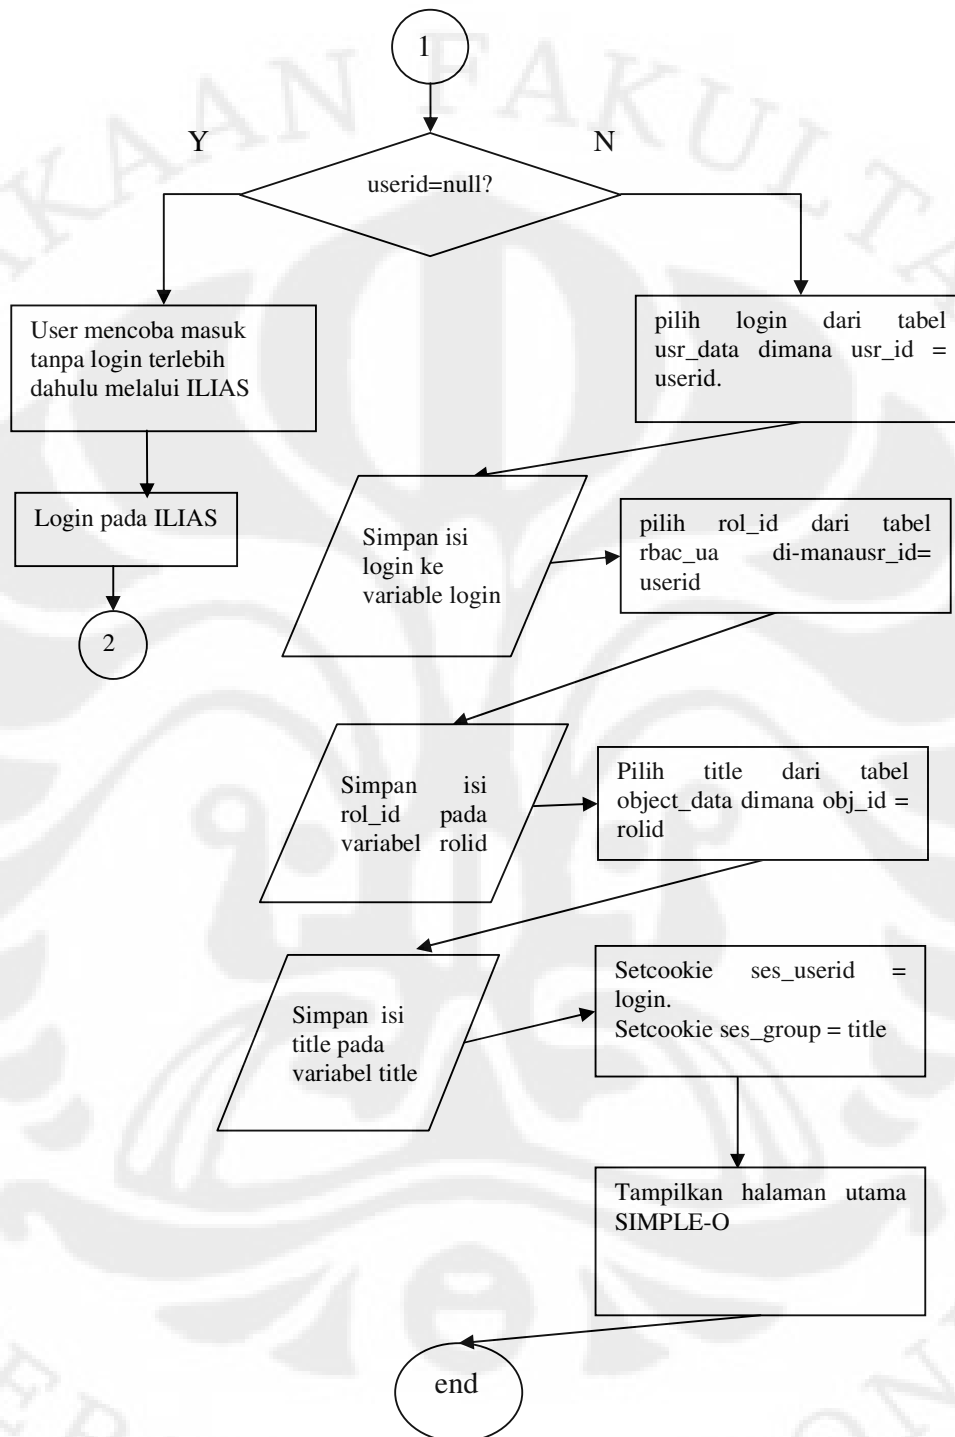 1
Y
N
userid=null?
User mencoba masuk
tanpa login terlebih
dahulu melalui ILIAS
pilih login dari tabel
usr_data dimana usr_id =
userid.
Login pada ILIAS
Simpan isi
login ke
variable login
pilih rol_id dari tabel
rbac_ua di-manausr_id=
userid
2
Simpan isi
rol_id pada
variabel rolid
Pilih title dari tabel
object_data dimana obj_id =
rolid
Simpan isi
title pada
variabel title
Setcookie ses_userid =
login.
Setcookie ses_group = title
Tampilkan halaman utama
SIMPLE-O
end